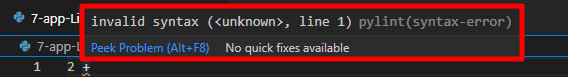 7-app-Li
invalid syntax (<unknown>, line 1) pylint(syntax-error)
7-app-Li
Peek Problem (Alt+F8) No quick fixes available
1 2 +